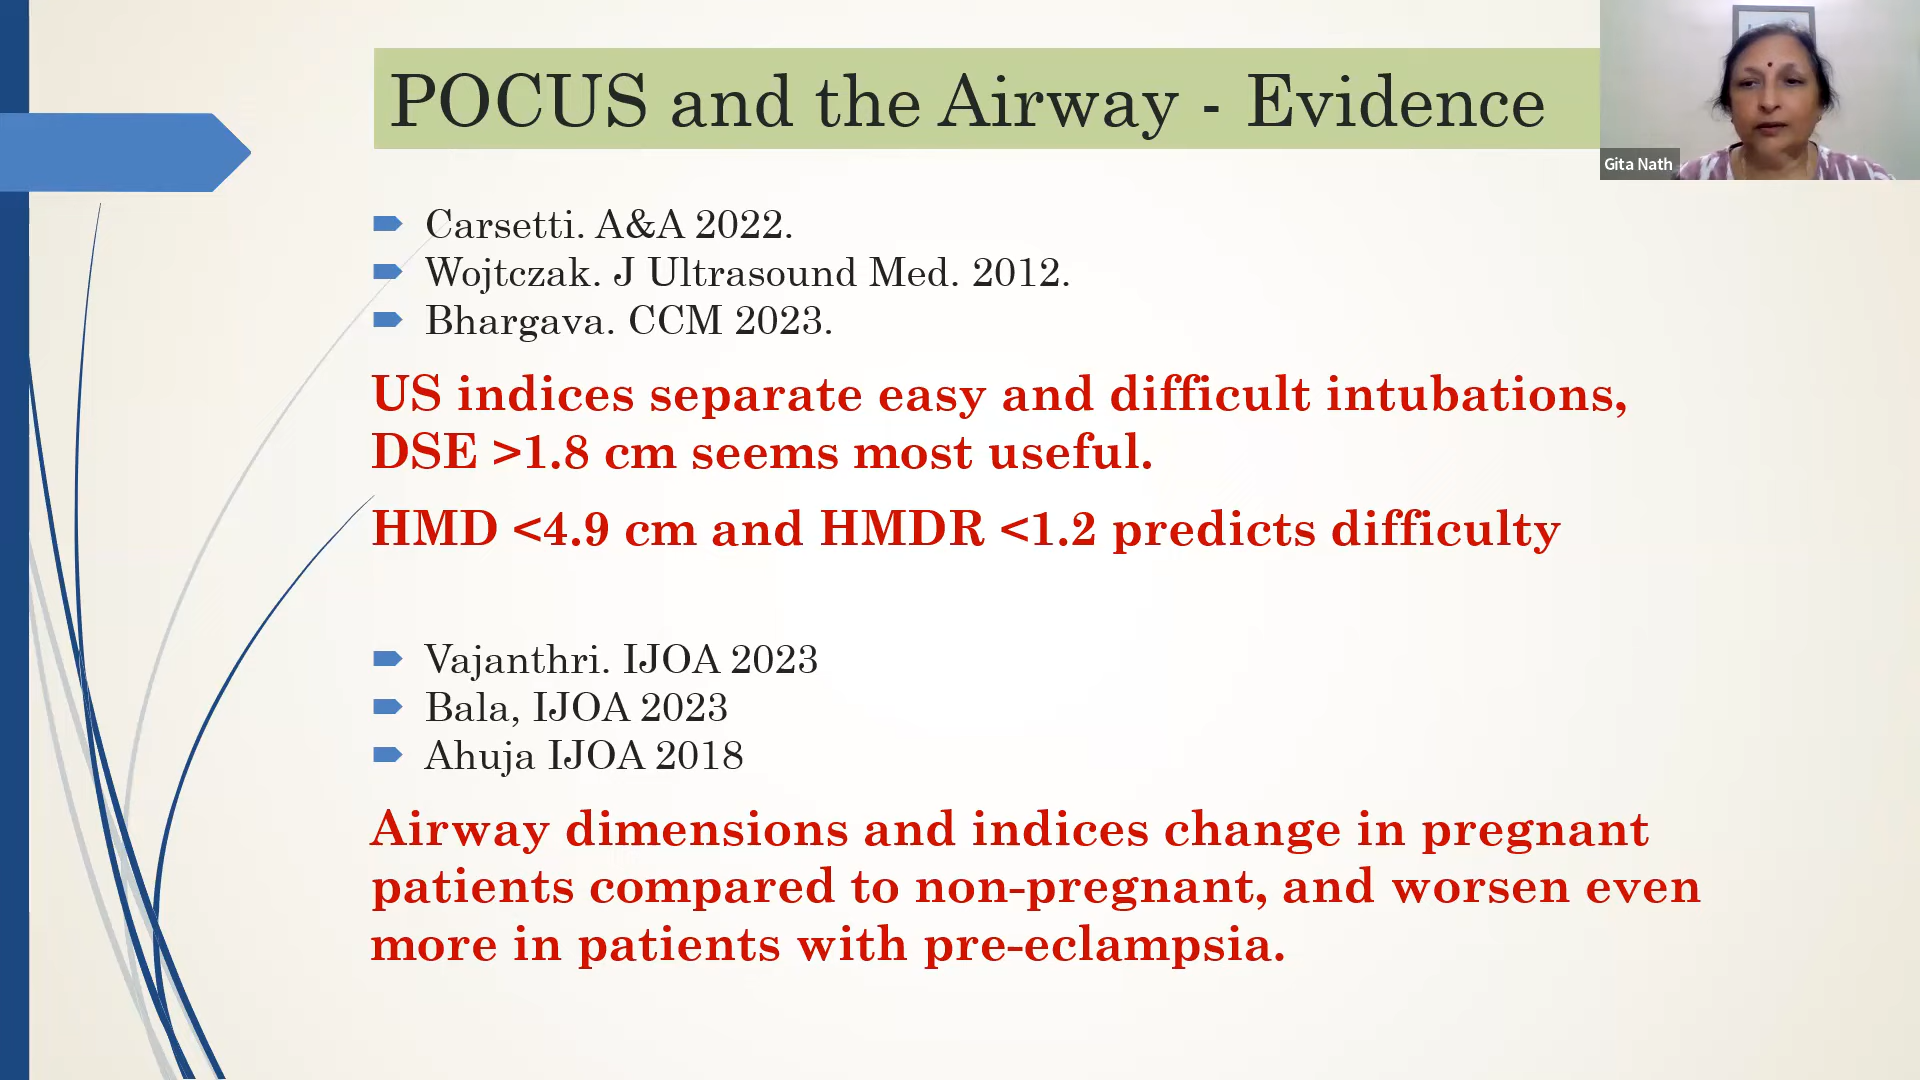 POCUS and the Airway - Evidence
Gita Nath
Carsetti. A&A 2022.
Wojtczak. J Ultrasound Med. 2012.
Bhargava. CCM 2023.
US indices separate easy and difficult intubations,
DSE >1.8 cm seems most useful.
HMD <4.9 cm and HMDR <1.2 predicts difficulty
Vajanthri. IJOA 2023
Bala, IJOA 2023
Ahuja IJOA 2018
Airway dimensions and indices change in pregnant
patients compared to non-pregnant, and worsen even
more in patients with pre-eclampsia.